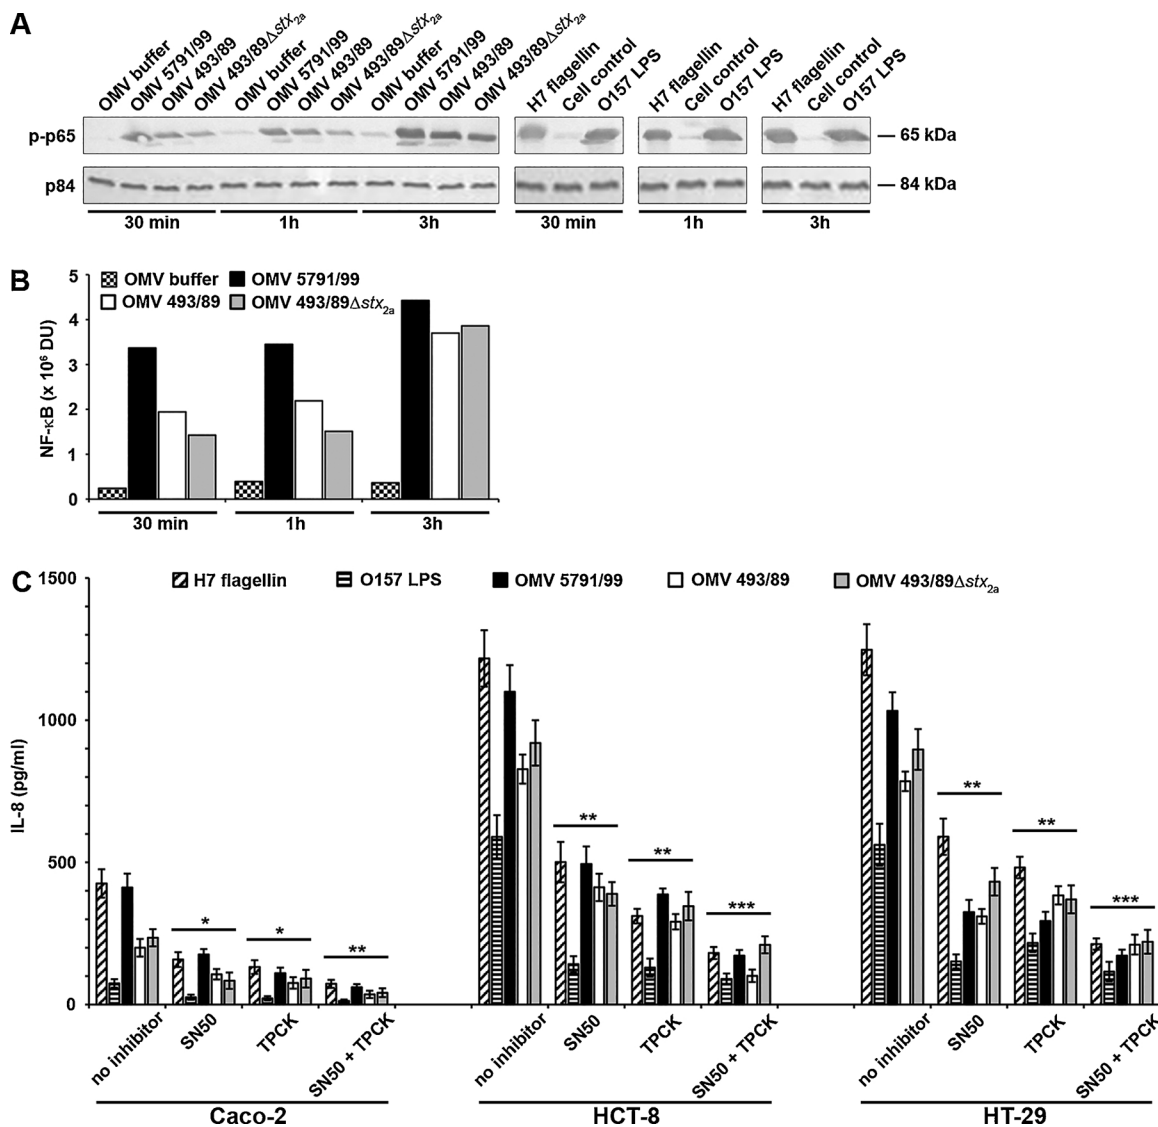 A
OMV buffer
OMV 5791/99
OMV 493/89
OMV 493/89Δstx2a
OMV buffer
OMV 5791/99
OMV 493/89
OMV 493/89Δstx2a
OMV buffer
OMV 5791/99
OMV 493/89
OMV 493/89Δstx2a
H7 flagellin
Cell control
O157 LPS
H7 flagellin
Cell control
O157 LPS
H7 flagellin
Cell control
O157 LPS
p-p65
65 kDa
p84
84 kDa
30 min 1h 3h 30 min 1h 3h
B
OMV buffer OMV 5791/99
OMV 493/89 OMV 493/89Δstx2a
NF-κB (x 10⁶ DU)
5
4
3
2
1
0
30 min 1h 3h
C
H7 flagellin O157 LPS OMV 5791/99 OMV 493/89 OMV 493/89Δstx2a
IL-8 (pg/ml)
1500
1000
500
0
* * ** ** ** *** ** ** ***
no inhibitor
SN50
TPCK
SN50 + TPCK
no inhibitor
SN50
TPCK
SN50 + TPCK
no inhibitor
SN50
TPCK
SN50 + TPCK
Caco-2 HCT-8 HT-29